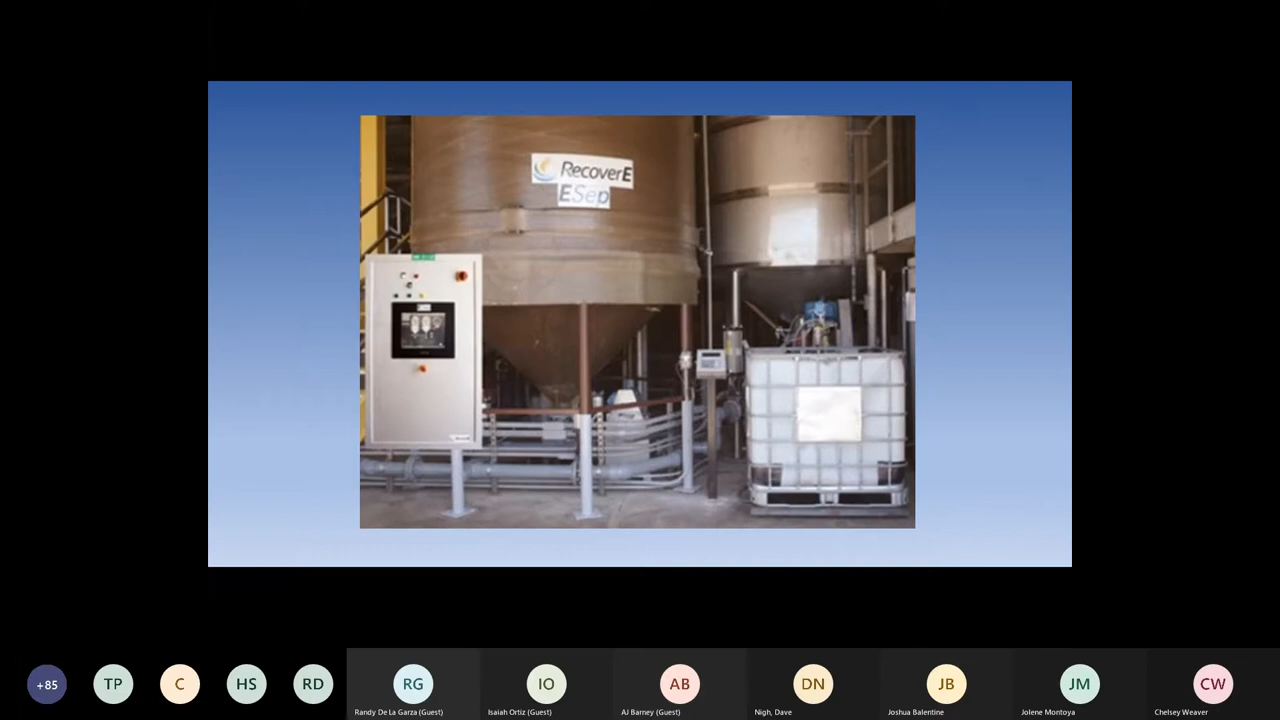 RecoverE
ESep
+85
TP
C
HS
RD
RG
IO
AB
DN
JB
JM
CW
Randy De La Garza (Guest)
Isaiah Ortiz (Guest)
AJ Barney (Guest)
Nigh, Dave
Joshua Balentine
Jolene Montoya
Chelsey Weaver